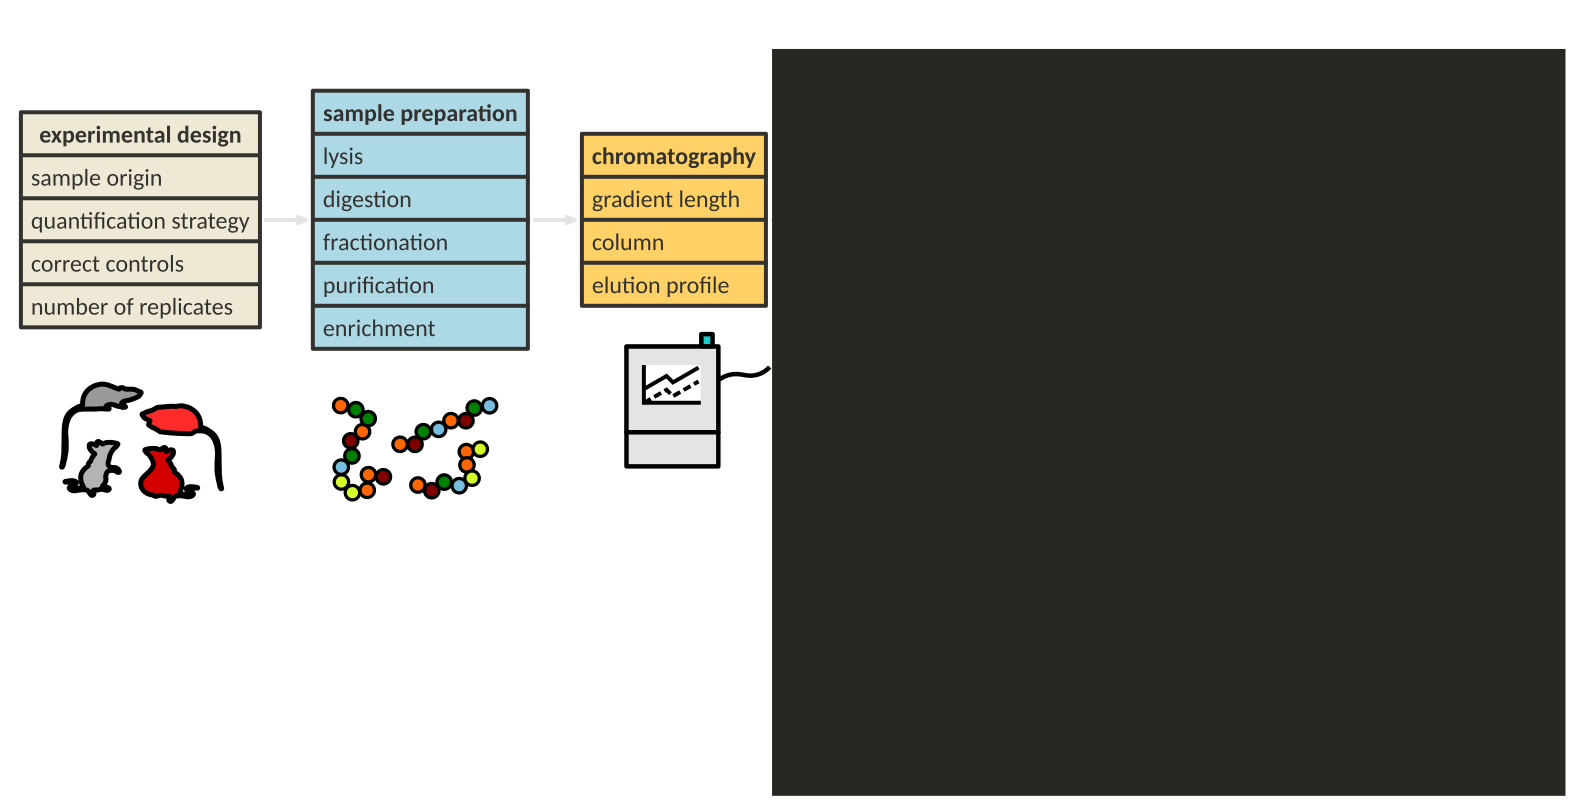 experimental design
sample origin
quantification strategy
correct controls
number of replicates
sample preparation
lysis
digestion
fractionation
purification
enrichment
chromatography
gradient length
column
elution profile